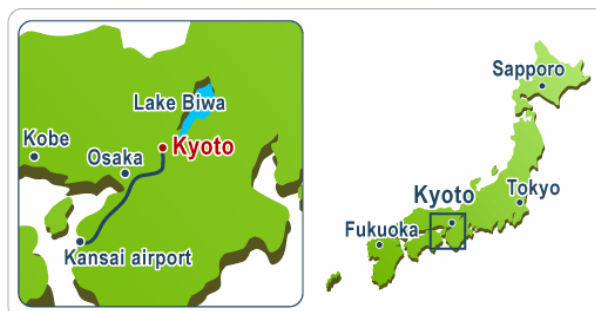 Lake Biwa
Kobe
Kyoto
Osaka
Kansai airport
Sapporo
Kyoto
Tokyo
Fukuoka